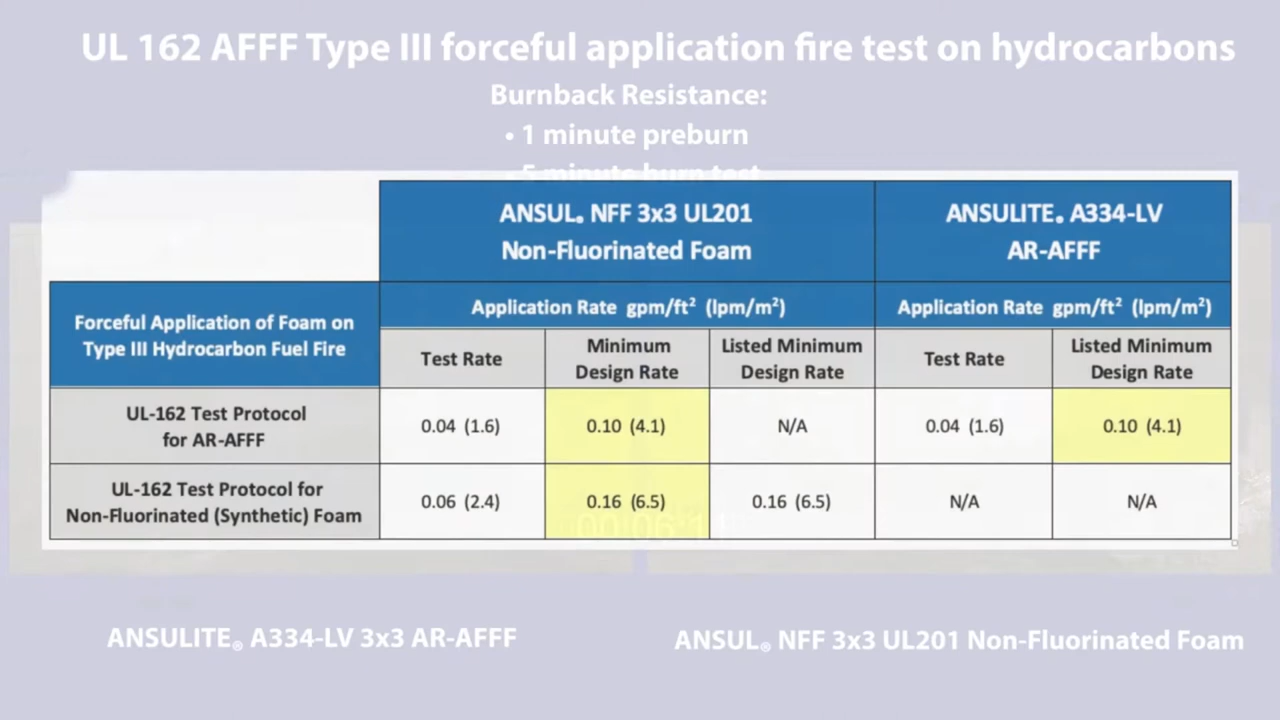 UL 162 AFFF Type III forceful application fire test on hydrocarbons
Burnback Resistance:
• 1 minute preburn
• 5 minute burn test
ANSUL® NFF 3x3 UL201
Non-Fluorinated Foam
ANSULITE® A334-LV
AR-AFFF
Forceful Application of Foam on
Type III Hydrocarbon Fuel Fire
Application Rate gpm/ft² (lpm/m²)
Application Rate gpm/ft² (lpm/m²)
Test Rate
Minimum
Design Rate
Listed Minimum
Design Rate
Test Rate
Listed Minimum
Design Rate
UL-162 Test Protocol
for AR-AFFF
0.04 (1.6)
0.10 (4.1)
N/A
0.04 (1.6)
0.10 (4.1)
UL-162 Test Protocol for
Non-Fluorinated (Synthetic) Foam
0.06 (2.4)
0.16 (6.5)
0.16 (6.5)
N/A
N/A
ANSULITE® A334-LV 3x3 AR-AFFF
ANSUL® NFF 3x3 UL201 Non-Fluorinated Foam